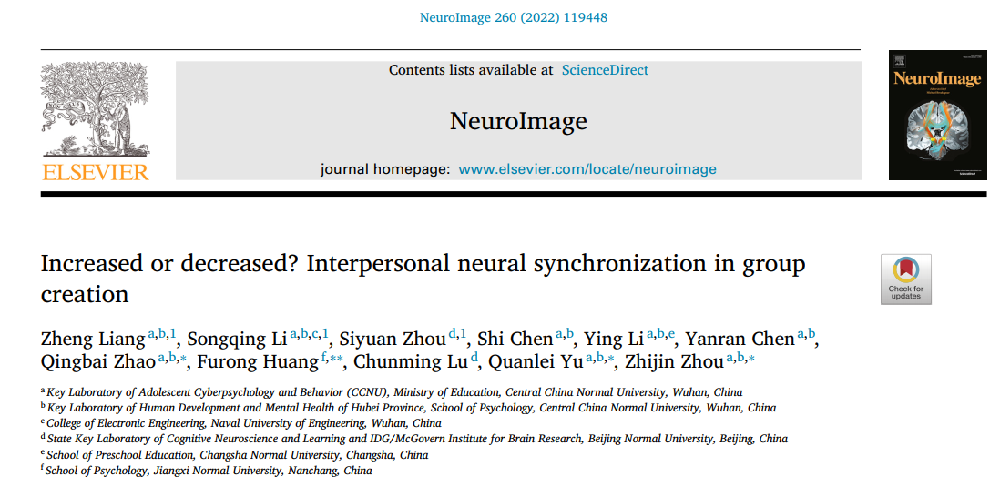 NeuroImage 260 (2022) 119448
Contents lists available at ScienceDirect
NeuroImage
journal homepage: www.elsevier.com/locate/neuroimage
ELSEVIER
NeuroImage
Increased or decreased? Interpersonal neural synchronization in group
creation
Check for
updates
Zheng Liang a,b,1, Songqing Li a,b,c,1, Siyuan Zhou d,1, Shi Chen a,b, Ying Li a,b,e, Yanran Chen a,b,
Qingbai Zhao a,b,*, Furong Huang f,**, Chunming Lu d, Quanlei Yu a,b,*, Zhijin Zhou a,b,*
a Key Laboratory of Adolescent Cyberpsychology and Behavior (CCNU), Ministry of Education, Central China Normal University, Wuhan, China
b Key Laboratory of Human Development and Mental Health of Hubei Province, School of Psychology, Central China Normal University, Wuhan, China
c College of Electronic Engineering, Naval University of Engineering, Wuhan, China
d State Key Laboratory of Cognitive Neuroscience and Learning and IDG/McGovern Institute for Brain Research, Beijing Normal University, Beijing, China
e School of Preschool Education, Changsha Normal University, Changsha, China
f School of Psychology, Jiangxi Normal University, Nanchang, China